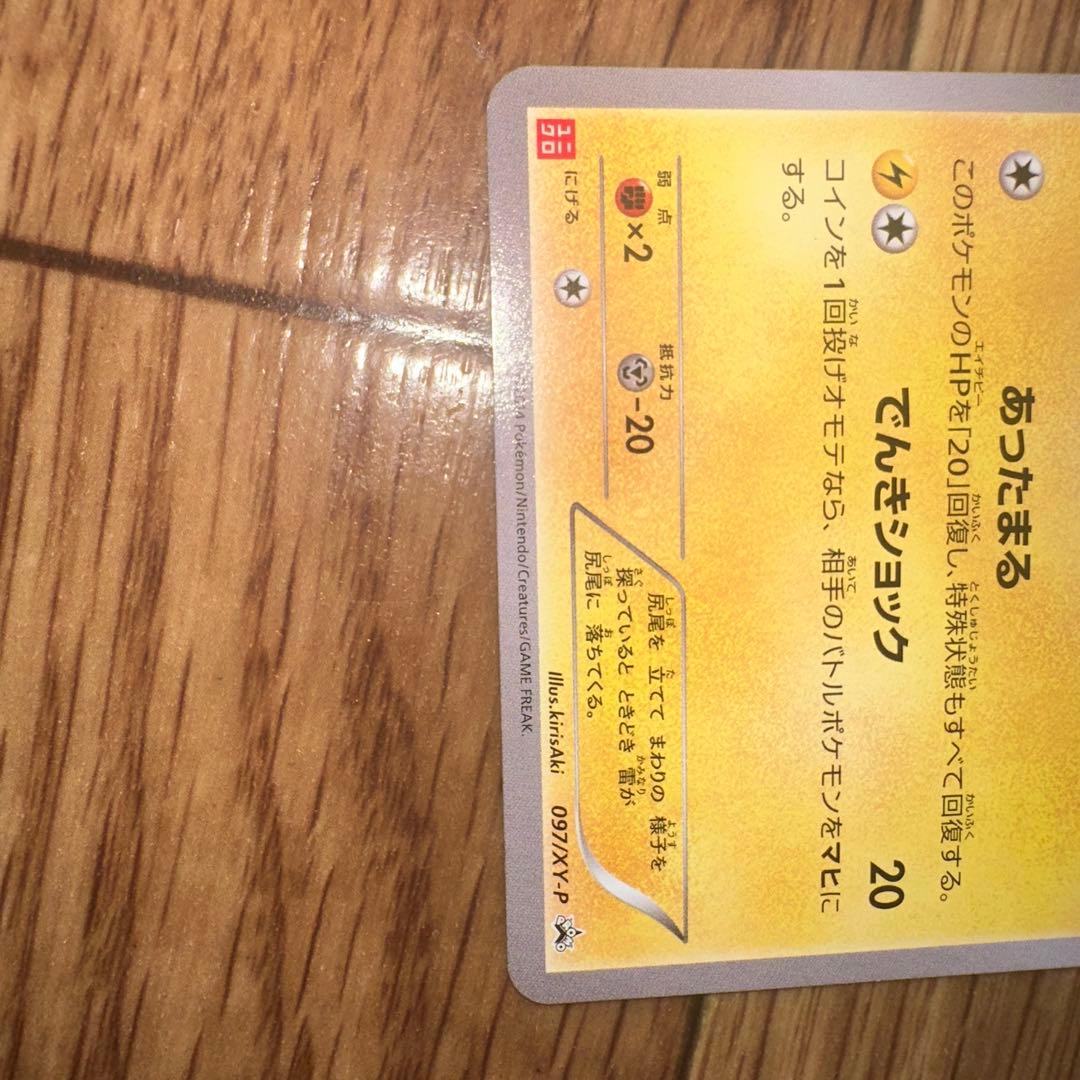 あったまる
このポケモンのHPを「20」回復し、特殊状態もすべて回復する。
でんきショック 20
コインを1回投げオモテなら、相手のバトルポケモンをマヒに
する。
弱点 ×2 抵抗力 -20
にげる
ユニ
クロ
尻尾を 立てて まわりの 様子を
探っていると ときどき 雷が
尻尾に 落ちてくる。
Illus.kirisAki 097/XY-P
Pokémon/Nintendo/Creatures/GAME FREAK.